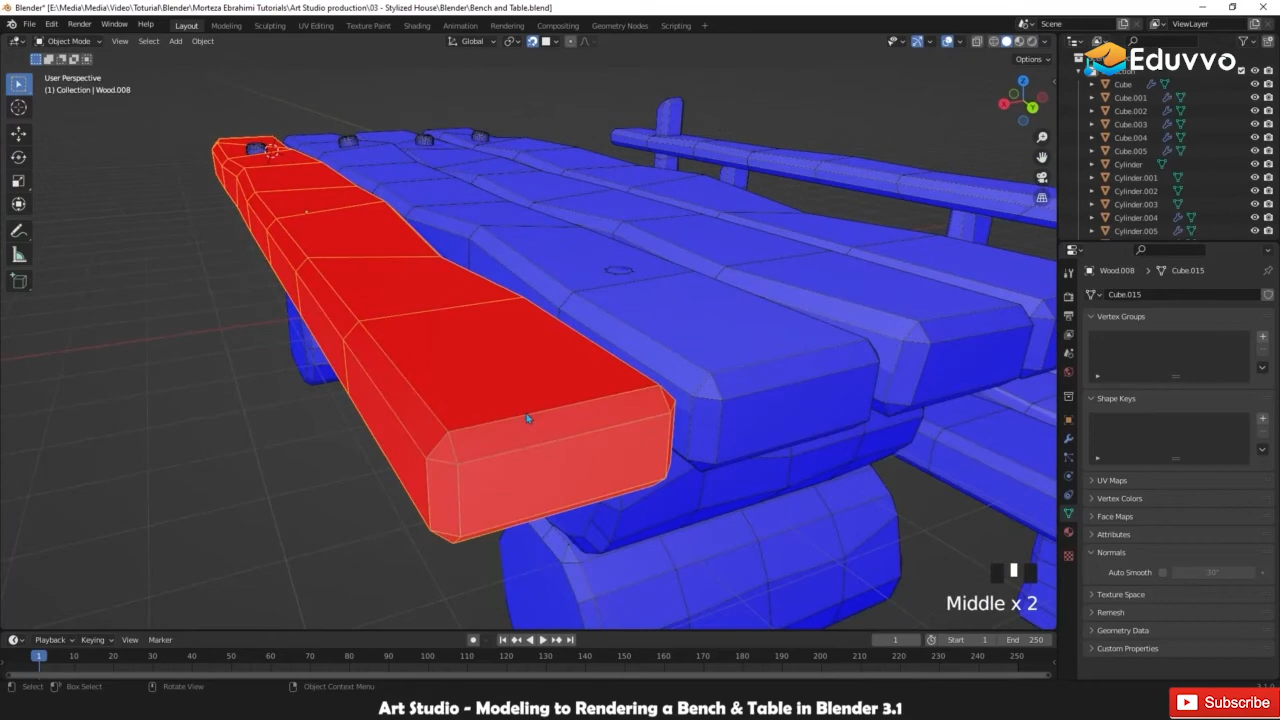 Blender* [E:\Media\Media\Video\Toturial\Blender\Morteza Ebrahimi Tutorials\Art Studio production\03 - Stylized House\Blender\Bench and Table.blend]
File Edit Render Window Help Layout Modeling Sculpting UV Editing Texture Paint Shading Animation Rendering Compositing Geometry Nodes Scripting + Scene ViewLayer
Object Mode View Select Add Object Global
Options
Eduvvo
User Perspective
(1) Collection | Wood.008
Cube
Cube.001
Cube.002
Cube.003
Cube.004
Cube.005
Cylinder
Cylinder.001
Cylinder.002
Cylinder.003
Cylinder.004
Cylinder.005
Z
X
Y
Wood.008 > Cube.015
Cube.015
Vertex Groups
Shape Keys
UV Maps
Vertex Colors
Face Maps
Attributes
Normals
Auto Smooth 30°
Texture Space
Remesh
Geometry Data
Custom Properties
Middle x 2
Playback Keying View Marker 1 Start 1 End 250
1 10 20 30 40 50 60 70 80 90 100 110 120 130 140 150 160 170 180 190 200 210 220 230 240 250
Select Box Select Rotate View Object Context Menu
Art Studio - Modeling to Rendering a Bench & Table in Blender 3.1
Subscribe